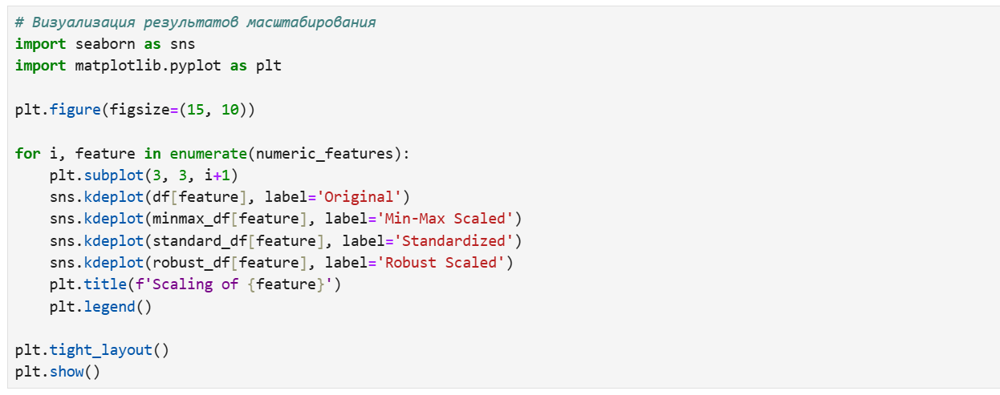 # Визуализация результатов масштабирования
import seaborn as sns
import matplotlib.pyplot as plt

plt.figure(figsize=(15, 10))

for i, feature in enumerate(numeric_features):
    plt.subplot(3, 3, i+1)
    sns.kdeplot(df[feature], label='Original')
    sns.kdeplot(minmax_df[feature], label='Min-Max Scaled')
    sns.kdeplot(standard_df[feature], label='Standardized')
    sns.kdeplot(robust_df[feature], label='Robust Scaled')
    plt.title(f'Scaling of {feature}')
    plt.legend()

plt.tight_layout()
plt.show()